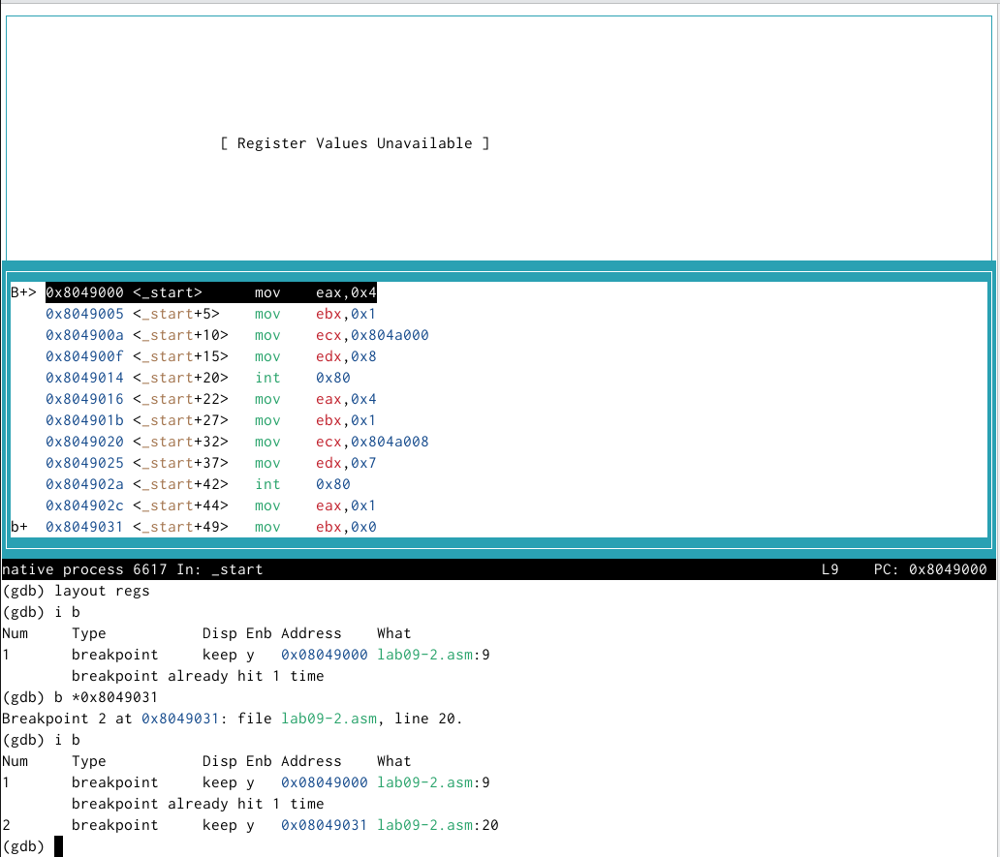 [ Register Values Unavailable ]
B+> 0x8049000 <_start>      mov    eax,0x4
    0x8049005 <_start+5>    mov    ebx,0x1
    0x804900a <_start+10>   mov    ecx,0x804a000
    0x804900f <_start+15>   mov    edx,0x8
    0x8049014 <_start+20>   int    0x80
    0x8049016 <_start+22>   mov    eax,0x4
    0x804901b <_start+27>   mov    ebx,0x1
    0x8049020 <_start+32>   mov    ecx,0x804a008
    0x8049025 <_start+37>   mov    edx,0x7
    0x804902a <_start+42>   int    0x80
    0x804902c <_start+44>   mov    eax,0x1
b+  0x8049031 <_start+49>   mov    ebx,0x0
native process 6617 In: _start                                                                L9    PC: 0x8049000
(gdb) layout regs
(gdb) i b
Num     Type           Disp Enb Address    What
1       breakpoint     keep y   0x08049000 lab09-2.asm:9
        breakpoint already hit 1 time
(gdb) b *0x8049031
Breakpoint 2 at 0x8049031: file lab09-2.asm, line 20.
(gdb) i b
Num     Type           Disp Enb Address    What
1       breakpoint     keep y   0x08049000 lab09-2.asm:9
        breakpoint already hit 1 time
2       breakpoint     keep y   0x08049031 lab09-2.asm:20
(gdb)